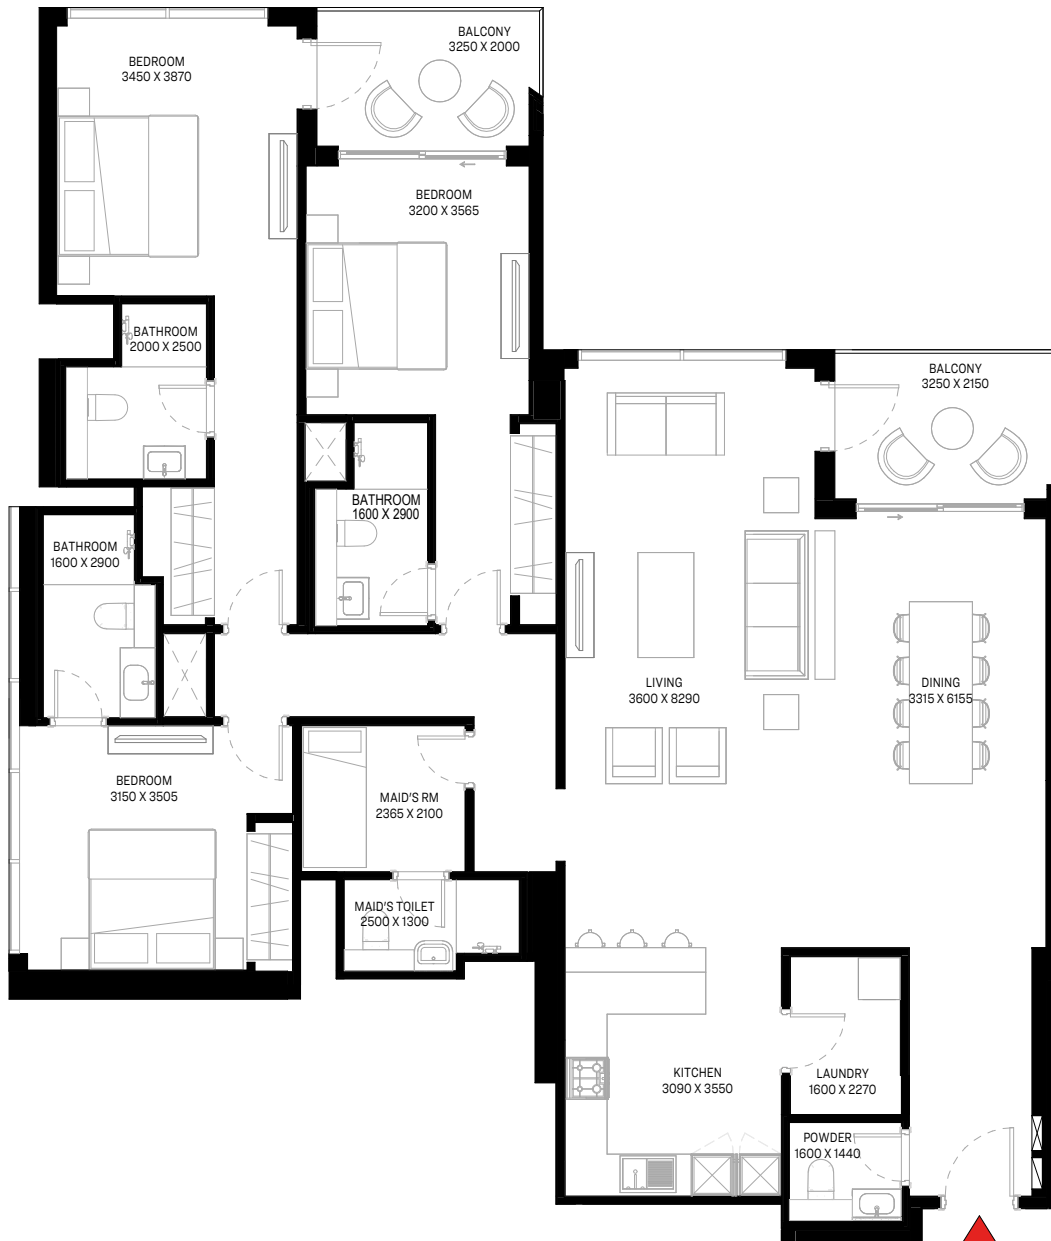 BALCONY
3250 X 2000
BEDROOM
3450 X 3870
BEDROOM
3200 X 3565
BATHROOM
2000 X 2500
BALCONY
3250 X 2150
BATHROOM
1600 X 2900
BATHROOM
1600 X 2900
LIVING
3600 X 8290
DINING
3315 X 6155
BEDROOM
3150 X 3505
MAID'S RM
2365 X 2100
MAID'S TOILET
2500 X 1300
KITCHEN
3090 X 3550
LAUNDRY
1600 X 2270
POWDER
1600 X 1440